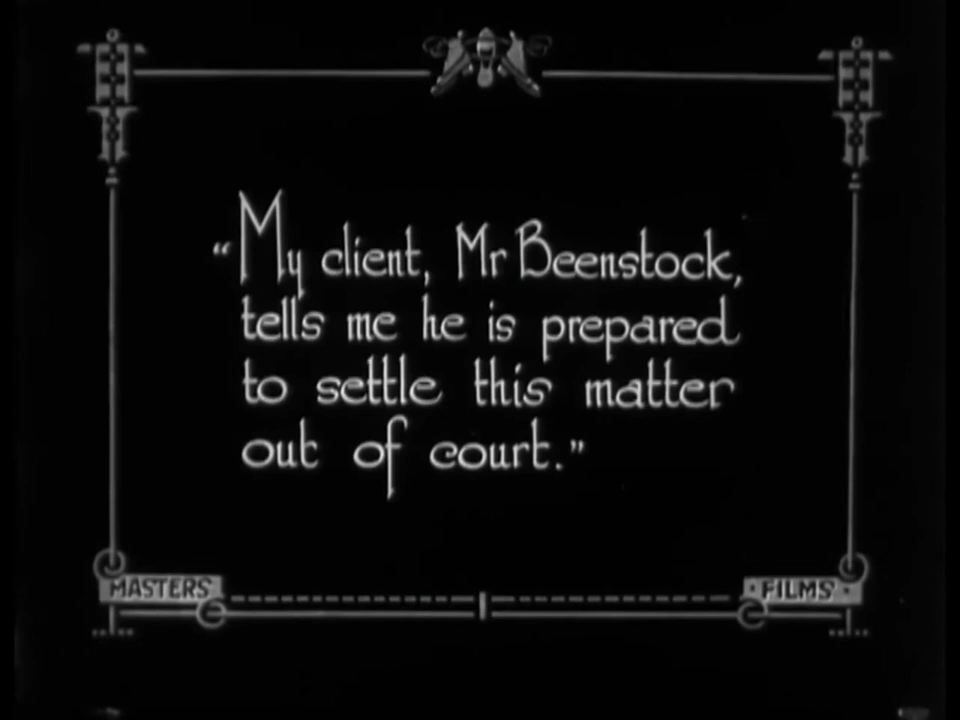 “My client, Mr Beenstock,
tells me he is prepared
to settle this matter
out of court.”
MASTERS
·FILMS·